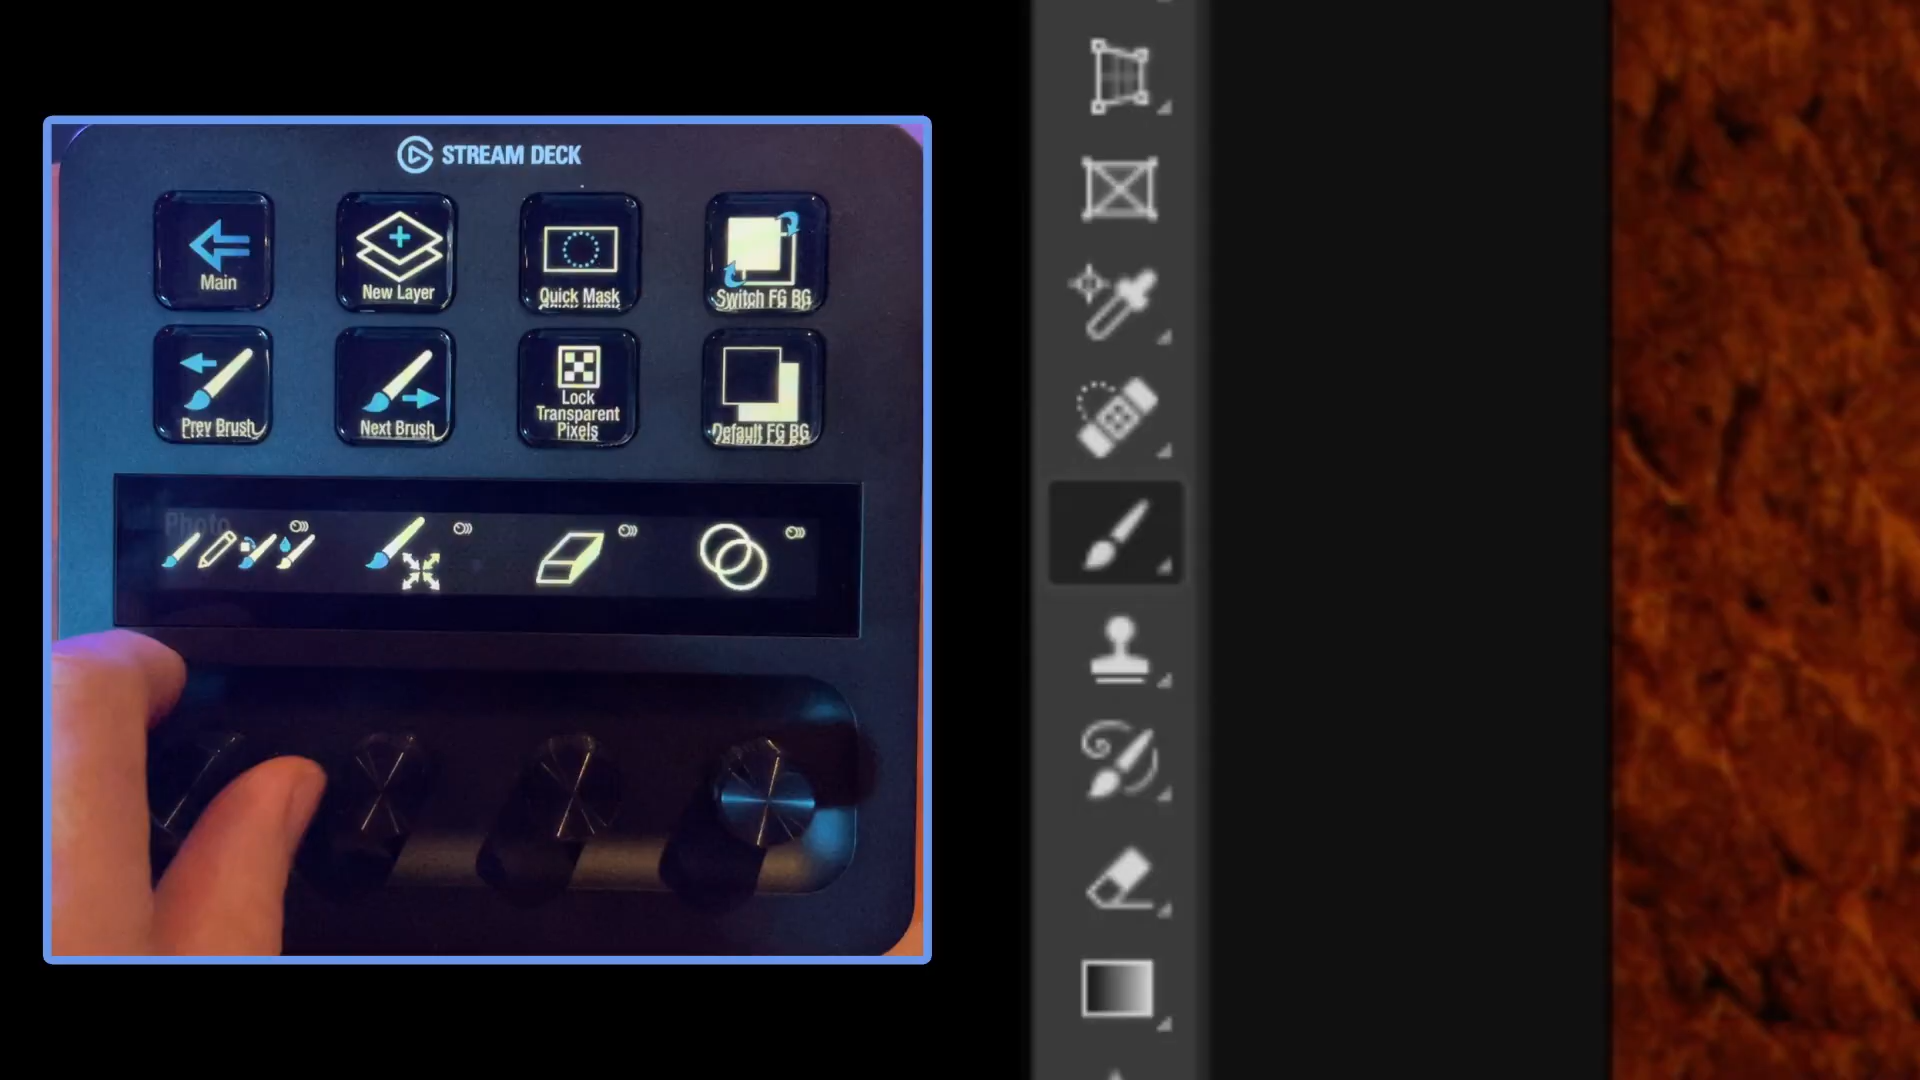 STREAM DECK
Main
New Layer
Quick Mask
Switch FG BG
Prev Brush
Next Brush
Lock
Transparent
Pixels
Default FG BG
Photo